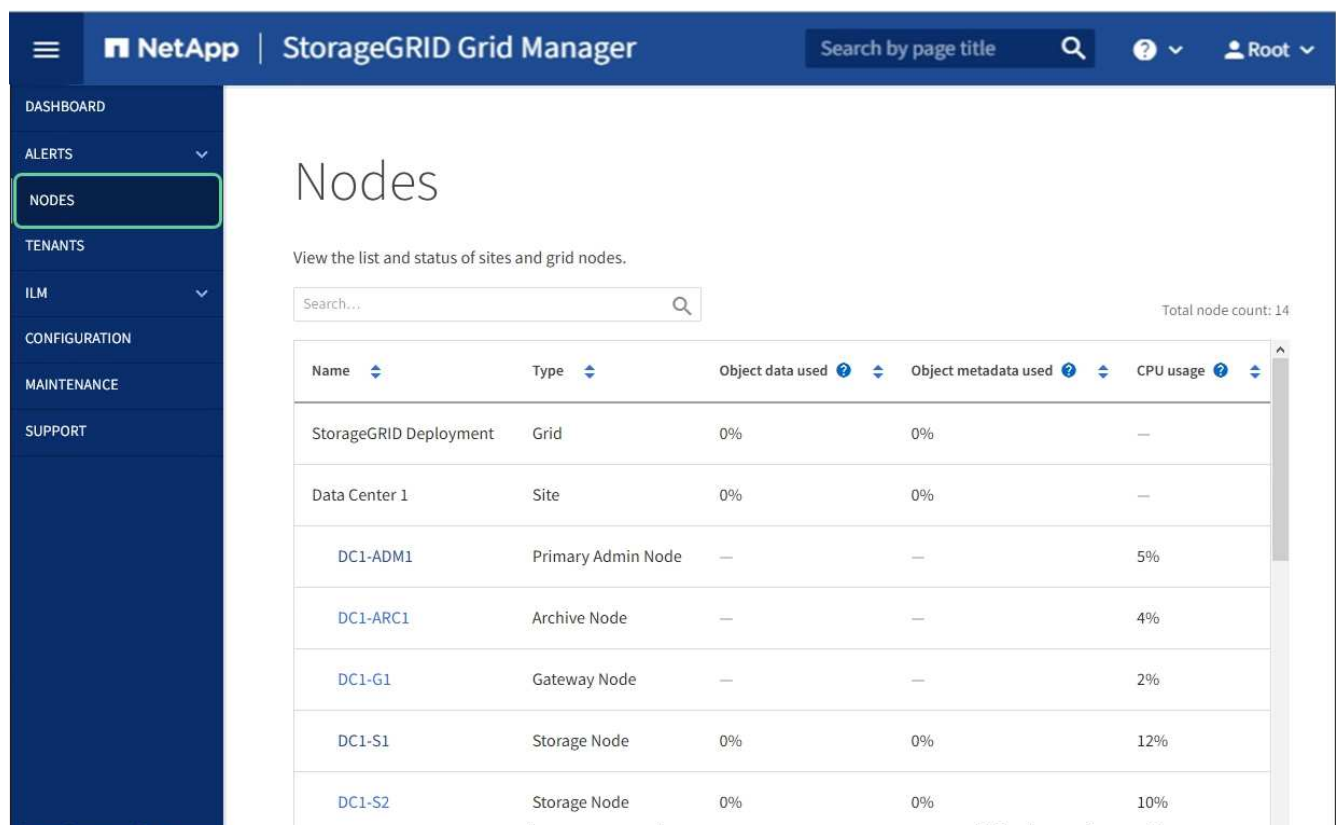 NetApp | StorageGRID Grid Manager Search by page title ? Root
DASHBOARD
ALERTS
NODES
TENANTS
ILM
CONFIGURATION
MAINTENANCE
SUPPORT
Nodes
View the list and status of sites and grid nodes.
Search...
Total node count: 14
Name Type Object data used ? Object metadata used ? CPU usage ?
StorageGRID Deployment Grid 0% 0% —
Data Center 1 Site 0% 0% —
DC1-ADM1 Primary Admin Node — — 5%
DC1-ARC1 Archive Node — — 4%
DC1-G1 Gateway Node — — 2%
DC1-S1 Storage Node 0% 0% 12%
DC1-S2 Storage Node 0% 0% 10%